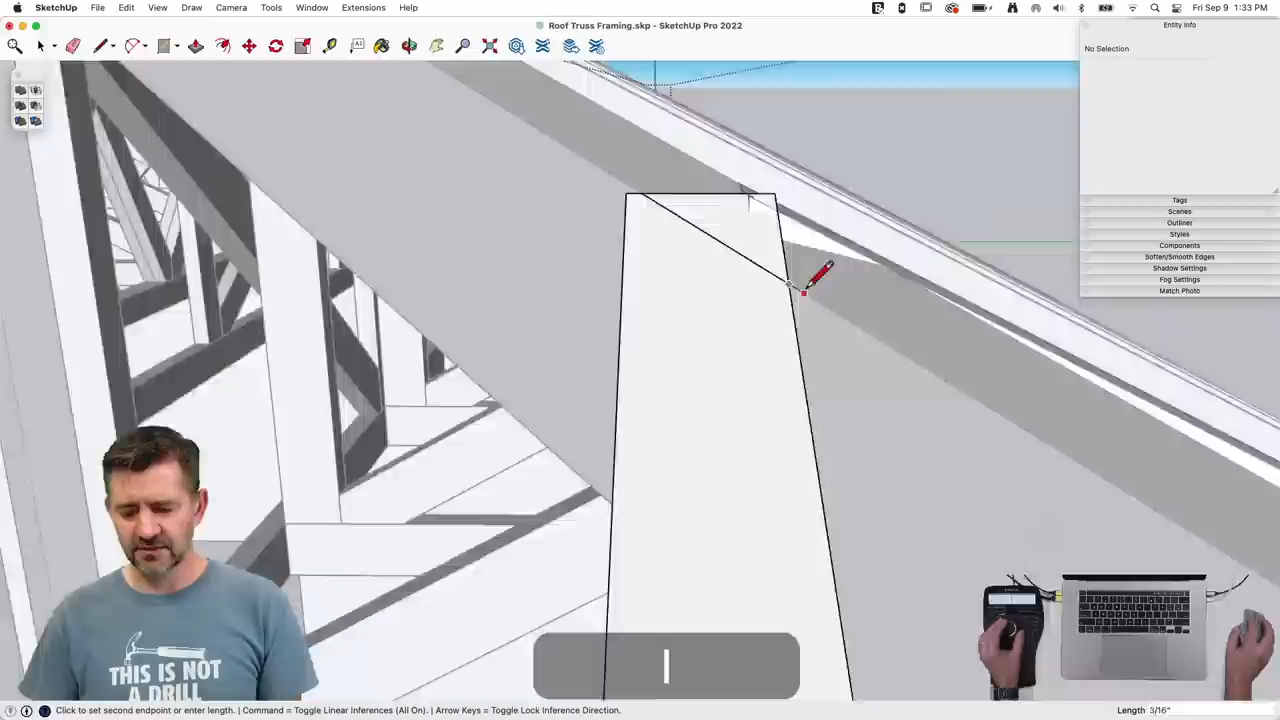 SketchUp File Edit View Draw Camera Tools Window Extensions Help
Fri Sep 9 1:33 PM
Roof Truss Framing.skp - SketchUp Pro 2022
Entity Info
No Selection
Tags
Scenes
Outliner
Styles
Components
Soften/Smooth Edges
Shadow Settings
Fog Settings
Match Photo
THIS IS NOT
A DRILL
l
Click to set second endpoint or enter length. | Command = Toggle Linear Inferences (All On). | Arrow Keys = Toggle Lock Inference Direction.
Length 3/16"